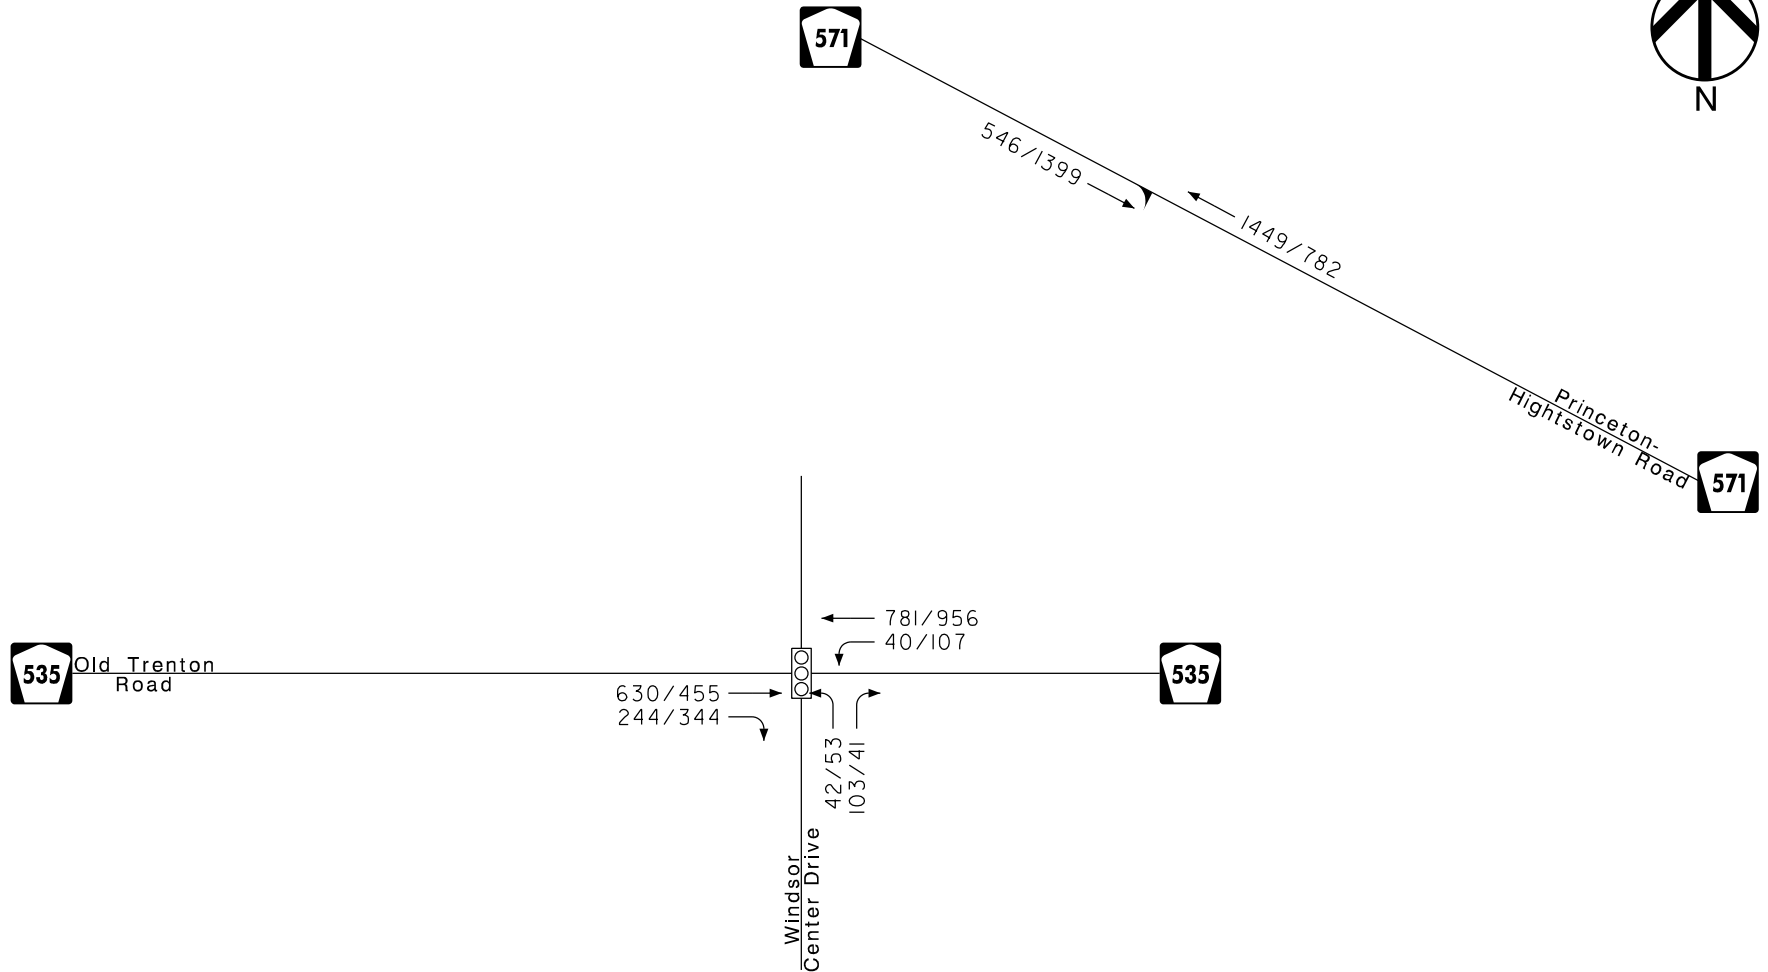 571
N
546/1399
1449/782
Princeton-
Hightstown Road
571
781/956
40/107
535
Old Trenton
Road
630/455
244/344
535
42/53
103/41
Windsor
Center Drive